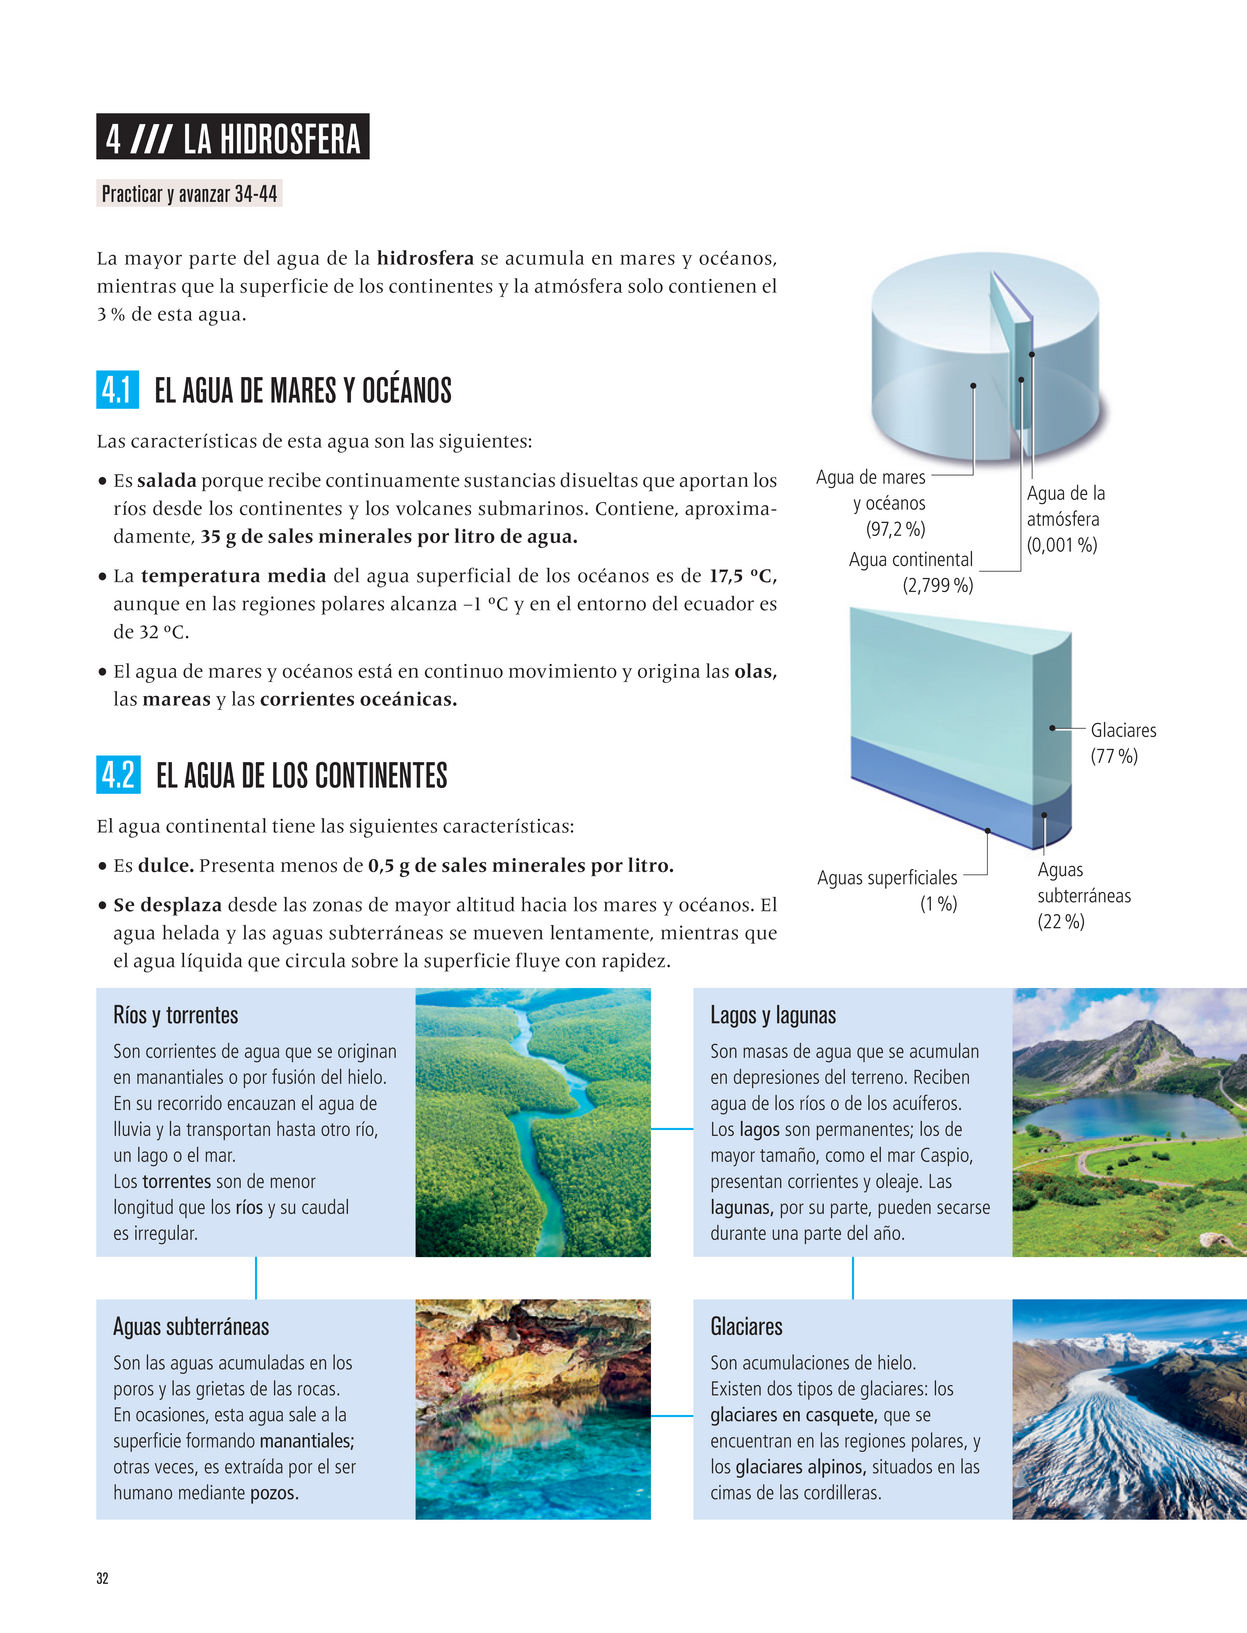 4 /// LA HIDROSFERA
Practicar y avanzar 34-44
La mayor parte del agua de la hidrosfera se acumula en mares y océanos,
mientras que la superficie de los continentes y la atmósfera solo contienen el
3 % de esta agua.
4.1 EL AGUA DE MARES Y OCÉANOS
Las características de esta agua son las siguientes:
• Es salada porque recibe continuamente sustancias disueltas que aportan los
ríos desde los continentes y los volcanes submarinos. Contiene, aproxima-
damente, 35 g de sales minerales por litro de agua.
• La temperatura media del agua superficial de los océanos es de 17,5 ºC,
aunque en las regiones polares alcanza –1 ºC y en el entorno del ecuador es
de 32 ºC.
• El agua de mares y océanos está en continuo movimiento y origina las olas,
las mareas y las corrientes oceánicas.
4.2 EL AGUA DE LOS CONTINENTES
El agua continental tiene las siguientes características:
• Es dulce. Presenta menos de 0,5 g de sales minerales por litro.
• Se desplaza desde las zonas de mayor altitud hacia los mares y océanos. El
agua helada y las aguas subterráneas se mueven lentamente, mientras que
el agua líquida que circula sobre la superficie fluye con rapidez.
Agua de mares
y océanos
(97,2 %)
Agua de la
atmósfera
(0,001 %)
Agua continental
(2,799 %)
Glaciares
(77 %)
Aguas superficiales
(1 %)
Aguas
subterráneas
(22 %)
Ríos y torrentes
Son corrientes de agua que se originan
en manantiales o por fusión del hielo.
En su recorrido encauzan el agua de
lluvia y la transportan hasta otro río,
un lago o el mar.
Los torrentes son de menor
longitud que los ríos y su caudal
es irregular.
Lagos y lagunas
Son masas de agua que se acumulan
en depresiones del terreno. Reciben
agua de los ríos o de los acuíferos.
Los lagos son permanentes; los de
mayor tamaño, como el mar Caspio,
presentan corrientes y oleaje. Las
lagunas, por su parte, pueden secarse
durante una parte del año.
Aguas subterráneas
Son las aguas acumuladas en los
poros y las grietas de las rocas.
En ocasiones, esta agua sale a la
superficie formando manantiales;
otras veces, es extraída por el ser
humano mediante pozos.
Glaciares
Son acumulaciones de hielo.
Existen dos tipos de glaciares: los
glaciares en casquete, que se
encuentran en las regiones polares, y
los glaciares alpinos, situados en las
cimas de las cordilleras.
32